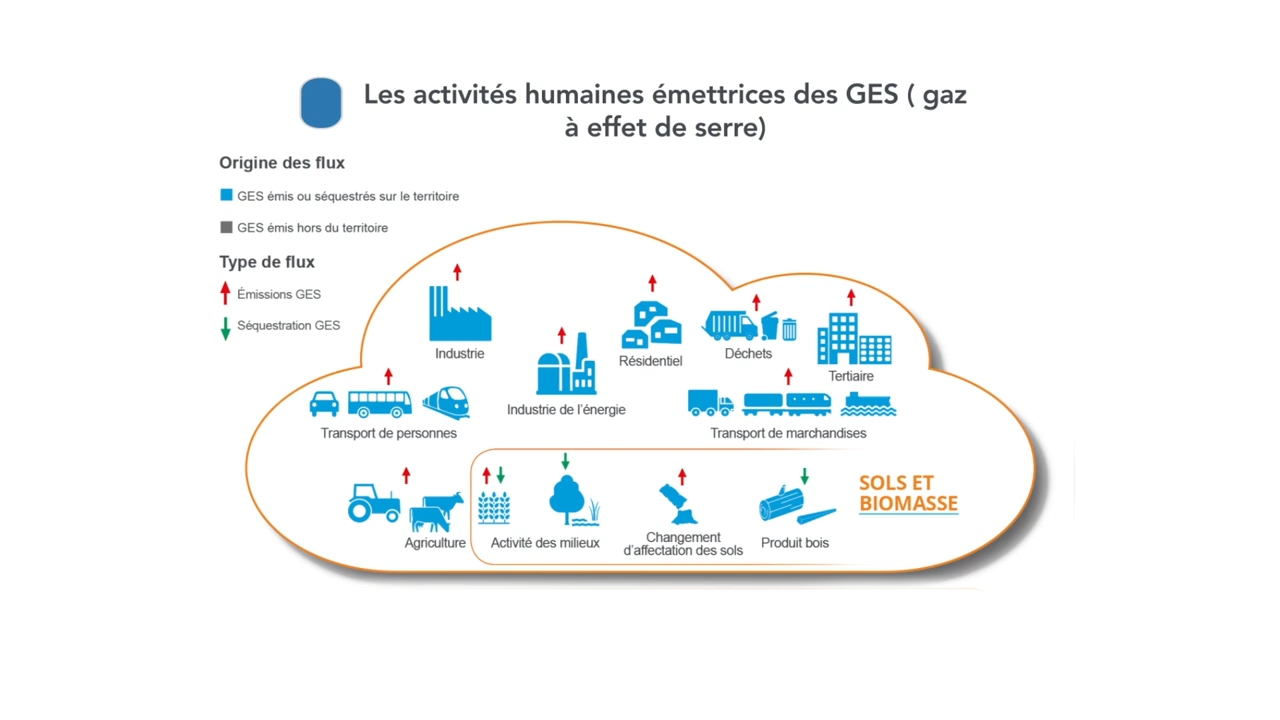 Les activités humaines émettrices des GES ( gaz
à effet de serre)
Origine des flux
GES émis ou séquestrés sur le territoire
GES émis hors du territoire
Type de flux
Émissions GES
Séquestration GES
Industrie
Industrie de l'énergie
Résidentiel
Déchets
Tertiaire
Transport de personnes
Transport de marchandises
Agriculture
Activité des milieux
Changement
d'affectation des sols
Produit bois
SOLS ET
BIOMASSE